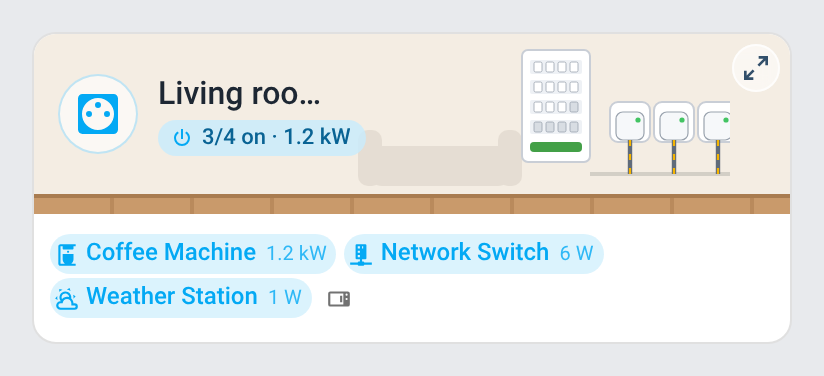 Living roo...
3/4 on · 1.2 kW
Coffee Machine 1.2 kW Network Switch 6 W
Weather Station 1 W